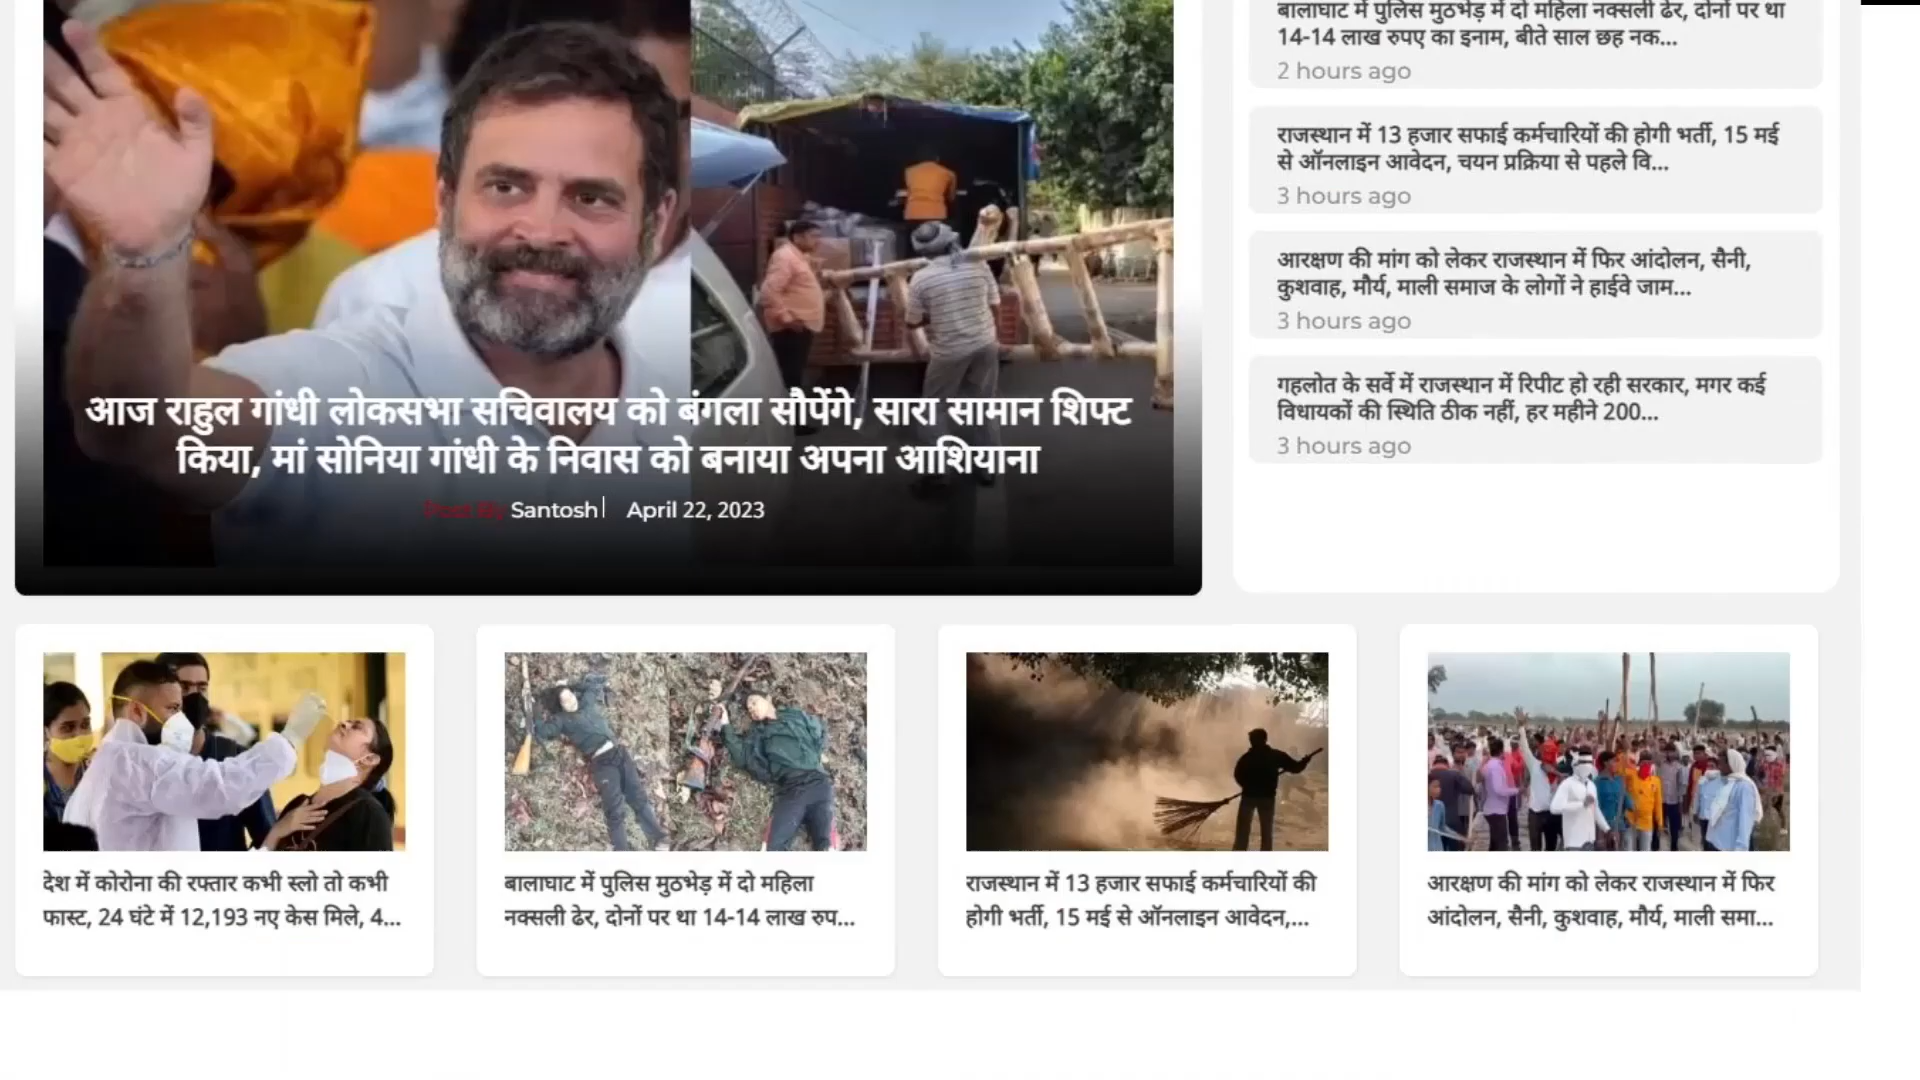 आज राहुल गांधी लोकसभा सचिवालय को बंगला सौपेंगे, सारा सामान शिफ्ट
किया, मां सोनिया गांधी के निवास को बनाया अपना आशियाना
Post By Santosh| April 22, 2023
बालाघाट में पुलिस मुठभेड़ में दो महिला नक्सली ढेर, दोनों पर था
14-14 लाख रुपए का इनाम, बीते साल छह नक...
2 hours ago
राजस्थान में 13 हजार सफाई कर्मचारियों की होगी भर्ती, 15 मई
से ऑनलाइन आवेदन, चयन प्रक्रिया से पहले वि...
3 hours ago
आरक्षण की मांग को लेकर राजस्थान में फिर आंदोलन, सैनी,
कुशवाह, मौर्य, माली समाज के लोगों ने हाईवे जाम...
3 hours ago
गहलोत के सर्वे में राजस्थान में रिपीट हो रही सरकार, मगर कई
विधायकों की स्थिति ठीक नहीं, हर महीने 200...
3 hours ago
देश में कोरोना की रफ्तार कभी स्लो तो कभी
फास्ट, 24 घंटे में 12,193 नए केस मिले, 4...
बालाघाट में पुलिस मुठभेड़ में दो महिला
नक्सली ढेर, दोनों पर था 14-14 लाख रुप...
राजस्थान में 13 हजार सफाई कर्मचारियों की
होगी भर्ती, 15 मई से ऑनलाइन आवेदन,...
आरक्षण की मांग को लेकर राजस्थान में फिर
आंदोलन, सैनी, कुशवाह, मौर्य, माली समा...